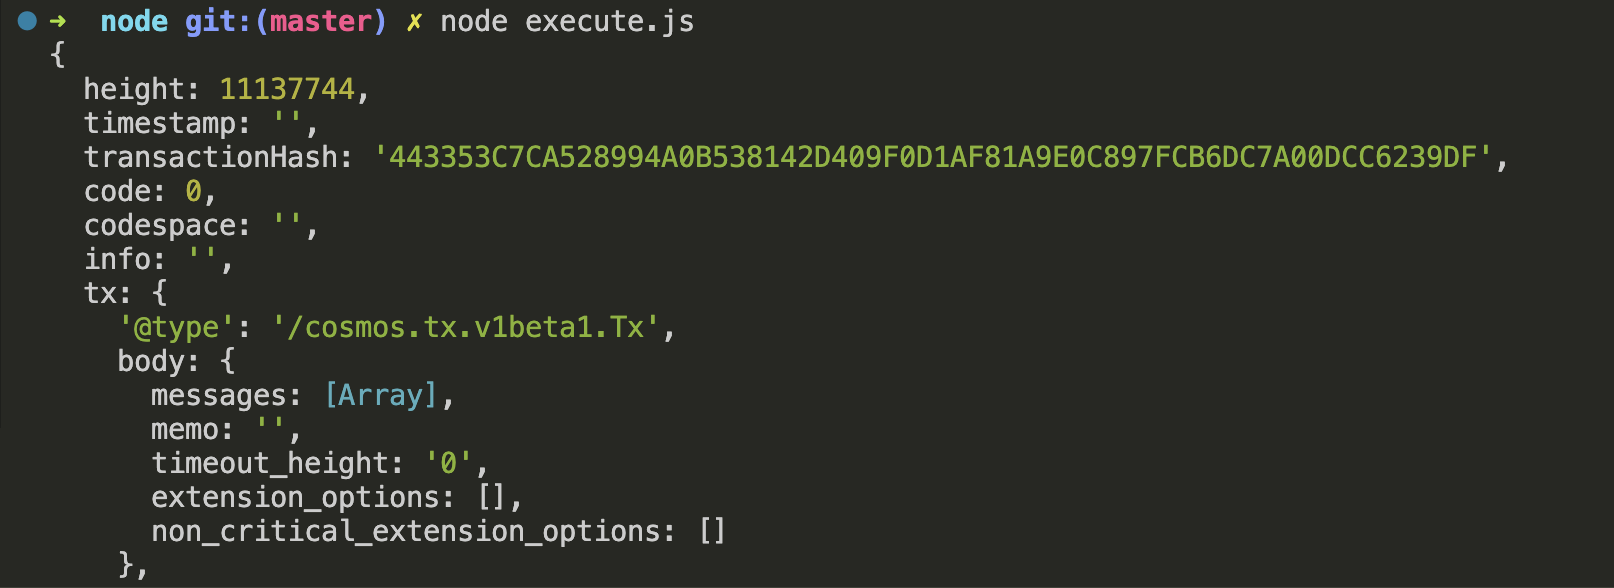 ➜ node git:(master) ✗ node execute.js
{
height: 11137744,
timestamp: '',
transactionHash: '443353C7CA528994A0B538142D409F0D1AF81A9E0C897FCB6DC7A00DCC6239DF',
code: 0,
codespace: '',
info: '',
tx: {
'@type': '/cosmos.tx.v1beta1.Tx',
body: {
messages: [Array],
memo: '',
timeout_height: '0',
extension_options: [],
non_critical_extension_options: []
},